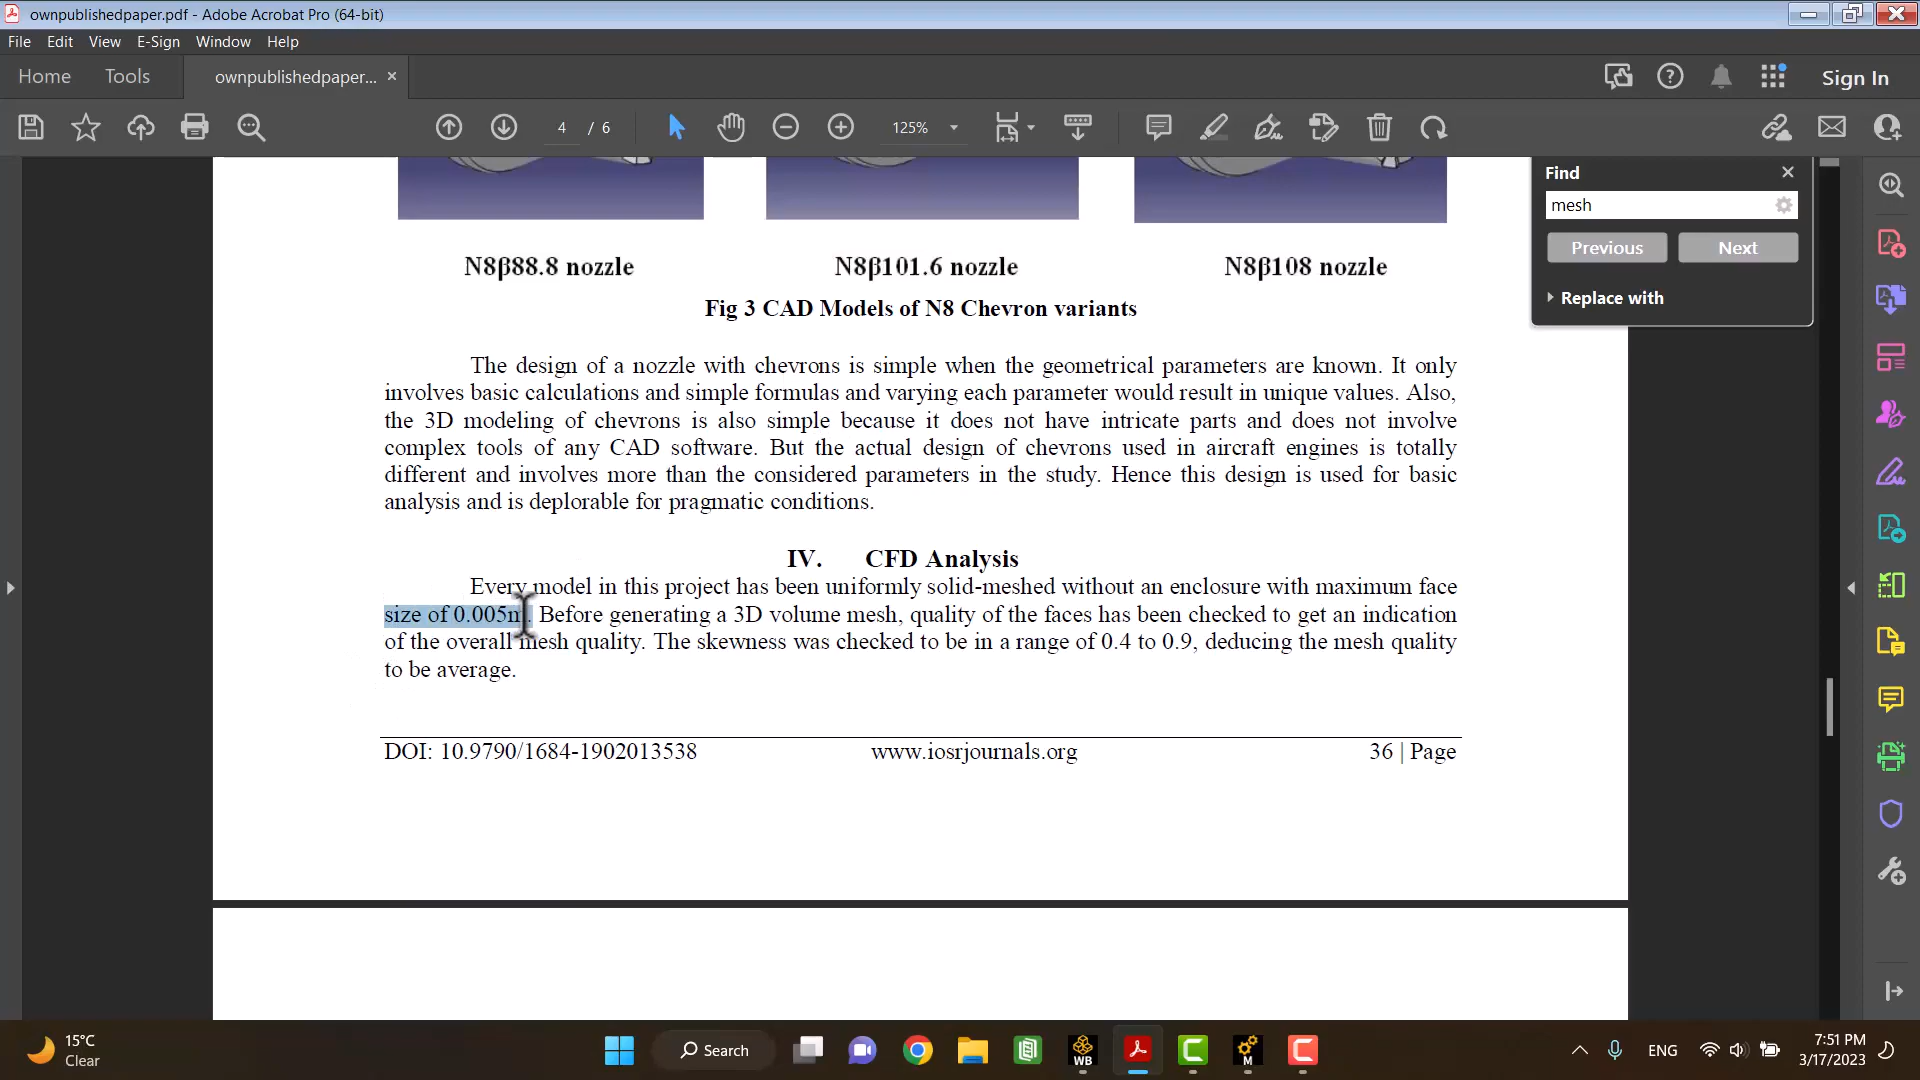 ownpublishedpaper.pdf - Adobe Acrobat Pro (64-bit)
File Edit View E-Sign Window Help
Home Tools ownpublishedpaper... × Sign In
4 / 6 125%
Find
mesh
Previous Next
Replace with
N8β88.8 nozzle N8β101.6 nozzle N8β108 nozzle
Fig 3 CAD Models of N8 Chevron variants
The design of a nozzle with chevrons is simple when the geometrical parameters are known. It only
involves basic calculations and simple formulas and varying each parameter would result in unique values. Also,
the 3D modeling of chevrons is also simple because it does not have intricate parts and does not involve
complex tools of any CAD software. But the actual design of chevrons used in aircraft engines is totally
different and involves more than the considered parameters in the study. Hence this design is used for basic
analysis and is deplorable for pragmatic conditions.
IV. CFD Analysis
Every model in this project has been uniformly solid-meshed without an enclosure with maximum face
size of 0.005m. Before generating a 3D volume mesh, quality of the faces has been checked to get an indication
of the overall mesh quality. The skewness was checked to be in a range of 0.4 to 0.9, deducing the mesh quality
to be average.
DOI: 10.9790/1684-1902013538 www.iosrjournals.org 36 | Page
15°C
Clear
Search
WB
M
ENG
7:51 PM
3/17/2023